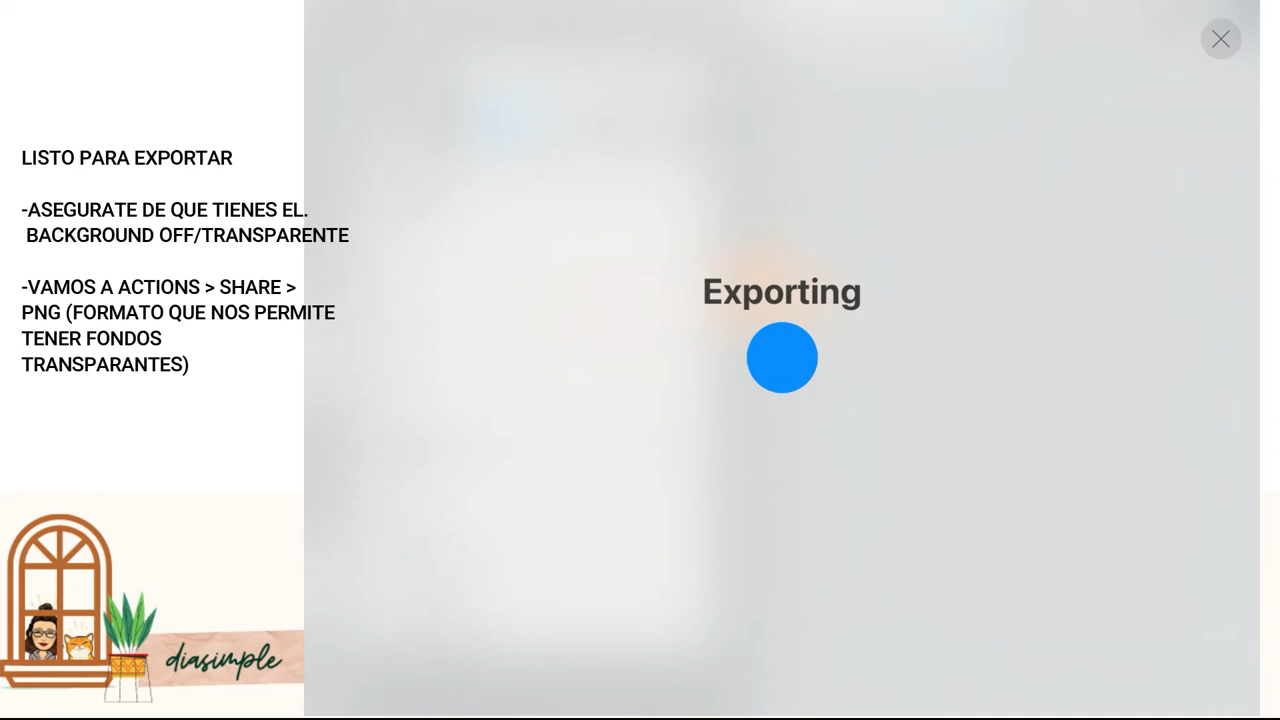 LISTO PARA EXPORTAR
-ASEGURATE DE QUE TIENES EL.
BACKGROUND OFF/TRANSPARENTE
-VAMOS A ACTIONS > SHARE >
PNG (FORMATO QUE NOS PERMITE
TENER FONDOS
TRANSPARANTES)
Exporting
diasimple